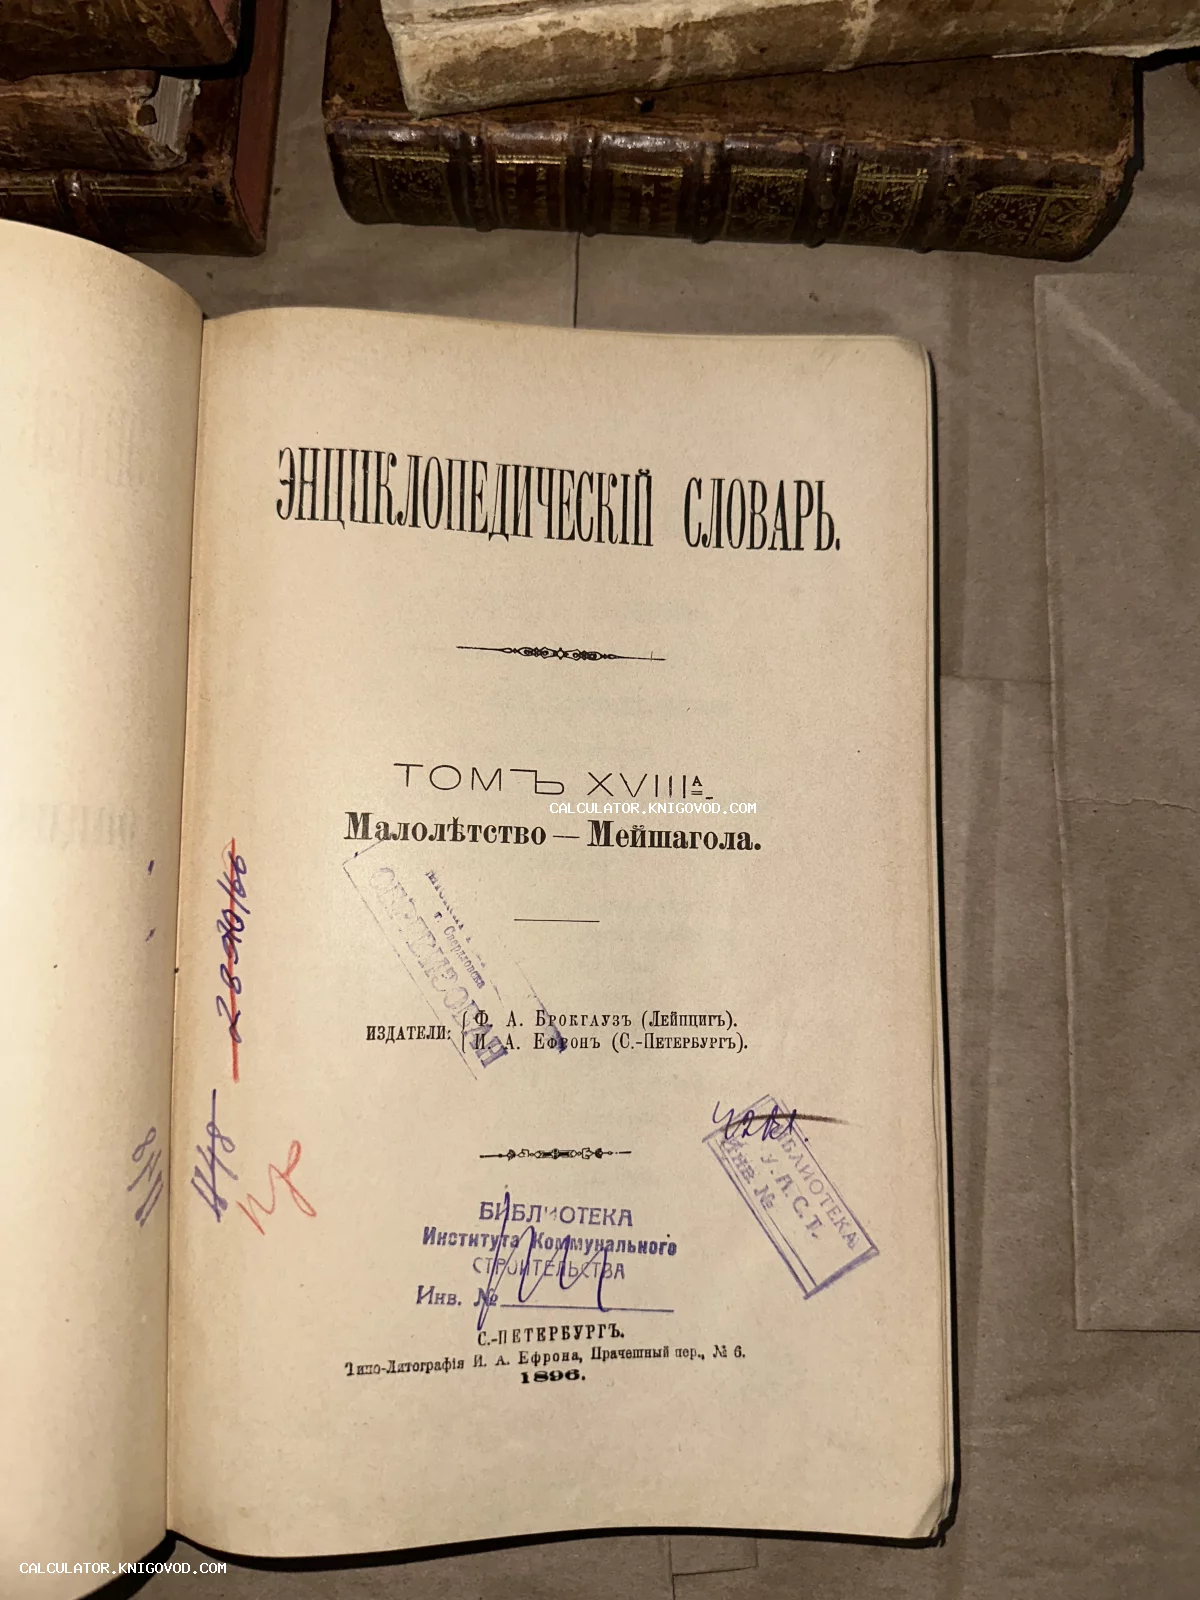 ЭНЦИКЛОПЕДИЧЕСКІЙ СЛОВАРЬ.
ТОМЪ XVIIIA.
CALCULATOR.KNIGOVOD.COM
Малолѣтство — Мейшагола.
г. Свердловска
ИЗДАТЕЛИ:
Ф. А. Брокгаузъ (Лейпцигъ).
И. А. Ефронъ (С.-Петербургъ).
БИБЛИОТЕКА
У. П. С. Т.
Инв. №
БИБЛИОТЕКА
Института Коммунального
СТРОИТЕЛЬСТВА
Инв. №
С.-ПЕТЕРБУРГЪ.
Типо-Литографія И. А. Ефрона, Прачешный пер., № 6.
1896.
CALCULATOR.KNIGOVOD.COM